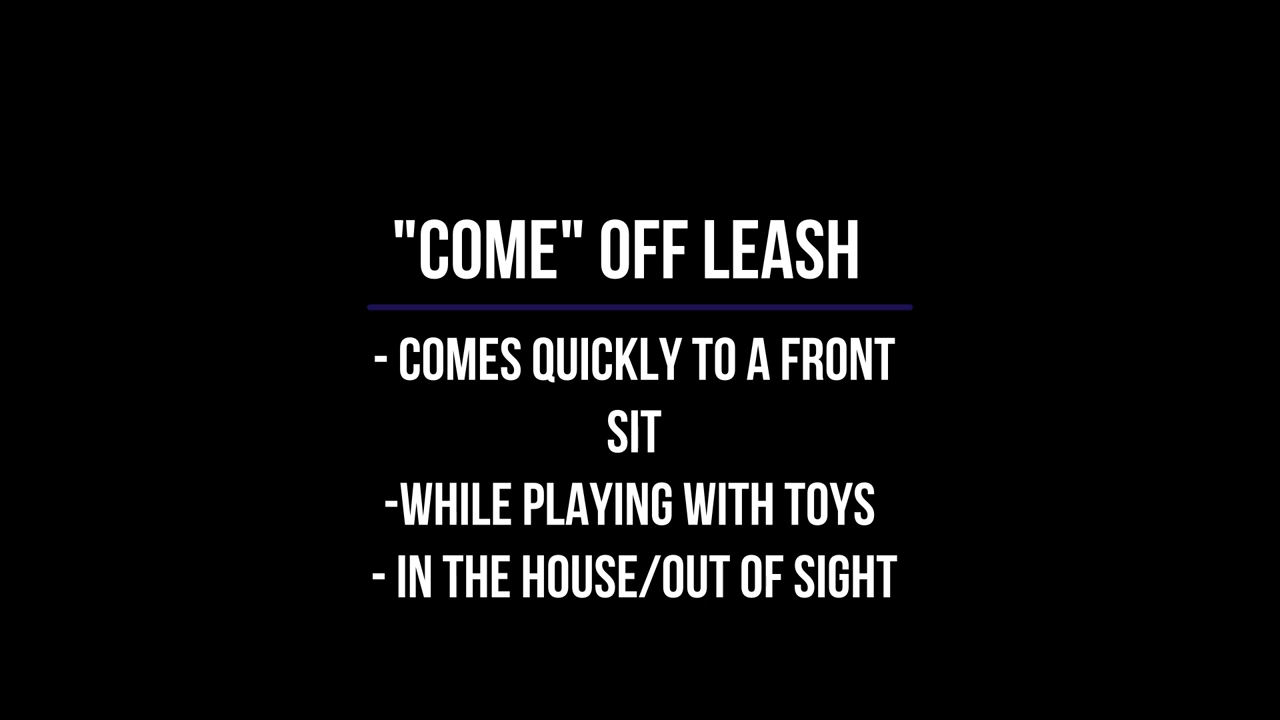 "COME" OFF LEASH
- COMES QUICKLY TO A FRONT
SIT
-WHILE PLAYING WITH TOYS
- IN THE HOUSE/OUT OF SIGHT